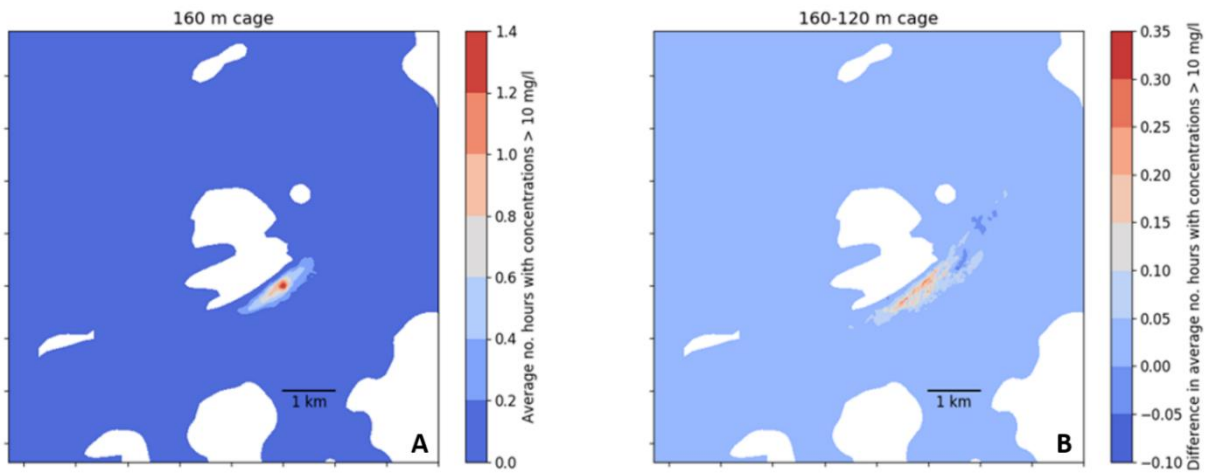 160 m cage
1.4
1.2
1.0
0.8
0.6
0.4
0.2
0.0
Average no. hours with concentrations > 10 mg/l
1 km
A
160-120 m cage
0.35
0.30
0.25
0.20
0.15
0.10
0.05
0.00
−0.05
−0.10
Difference in average no. hours with concentrations > 10 mg/l
1 km
B